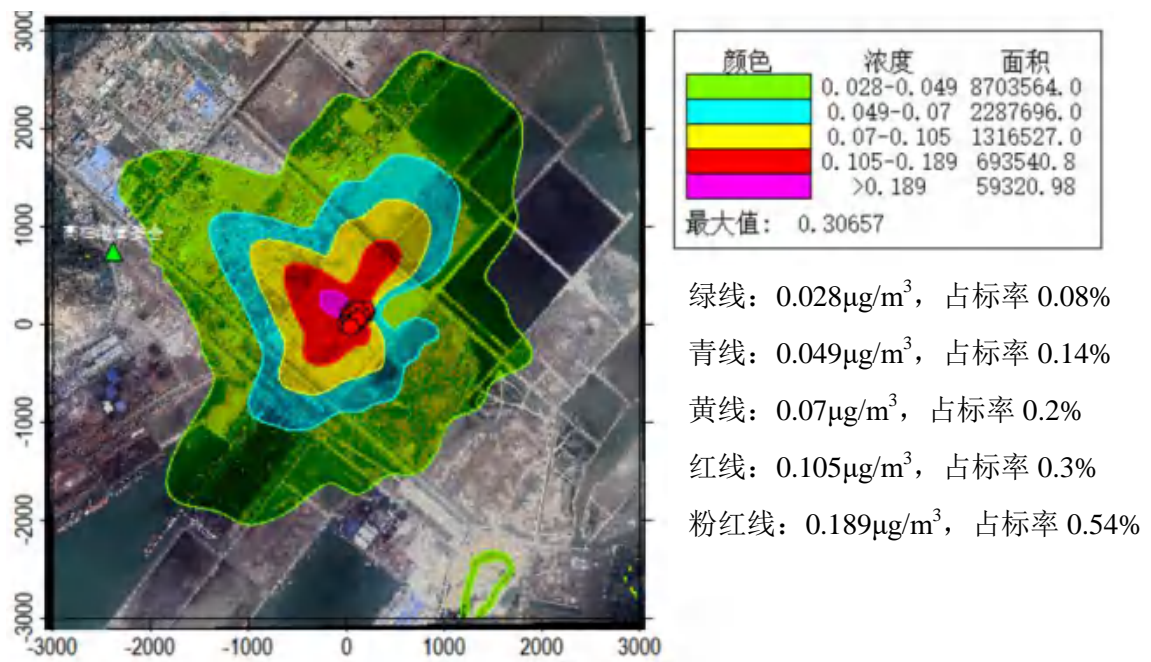 3000
2000
1000
0
-1000
-2000
-3000
-3000 -2000 -1000 0 1000 2000 3000
颜色 浓度 面积
0.028-0.049 8703564.0
0.049-0.07 2287696.0
0.07-0.105 1316527.0
0.105-0.189 693540.8
>0.189 59320.98
最大值: 0.30657
绿线：0.028μg/m³，占标率 0.08%
青线：0.049μg/m³，占标率 0.14%
黄线：0.07μg/m³，占标率 0.2%
红线：0.105μg/m³，占标率 0.3%
粉红线：0.189μg/m³，占标率 0.54%